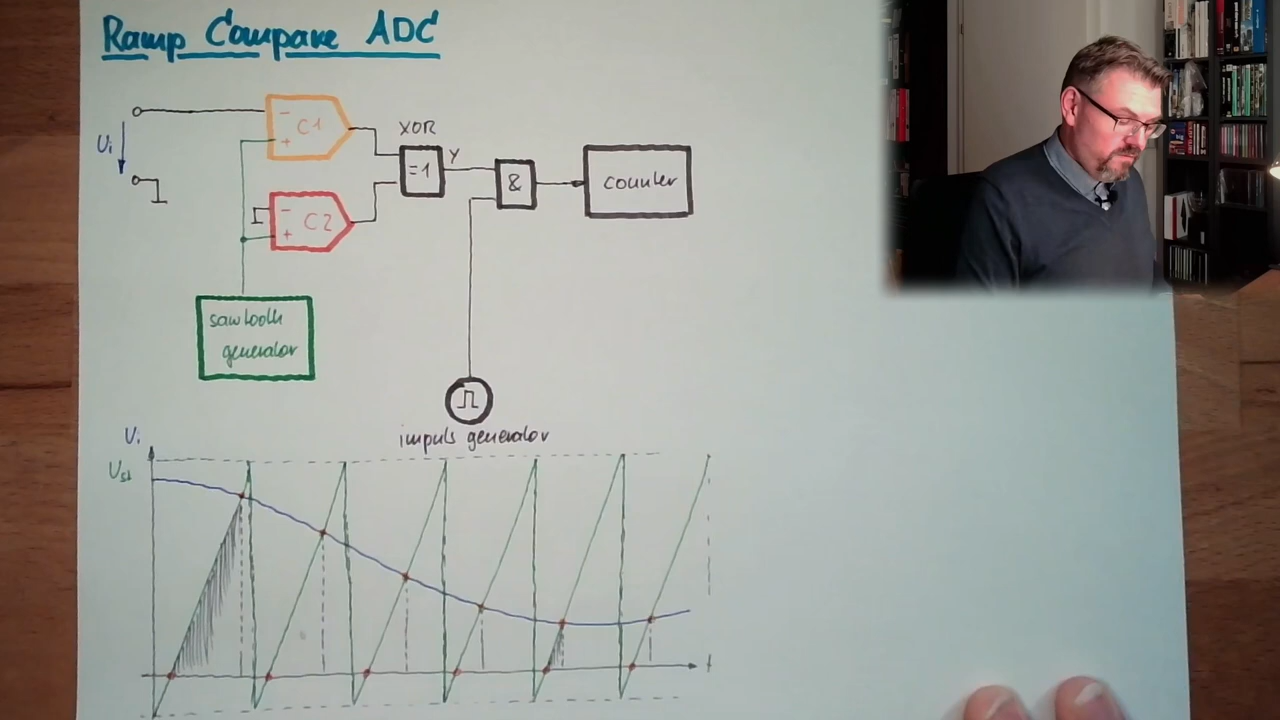 Ramp Compare ADC
Ui
- C1
+
XOR
=1
Y
&
counter
- C2
+
sawtooth
generator
impuls generator
Ui
Ust